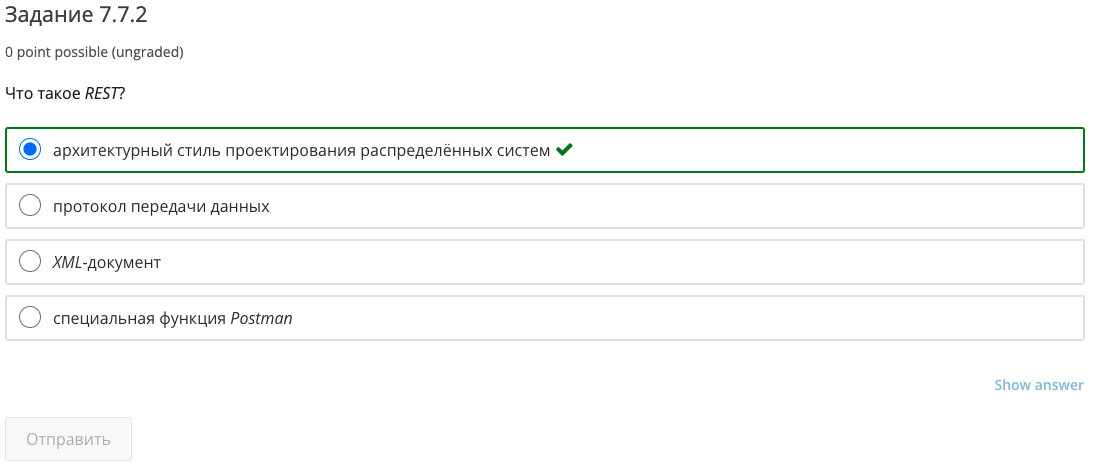 Задание 7.7.2
0 point possible (ungraded)
Что такое REST?
архитектурный стиль проектирования распределённых систем
протокол передачи данных
XML-документ
специальная функция Postman
Show answer
Отправить